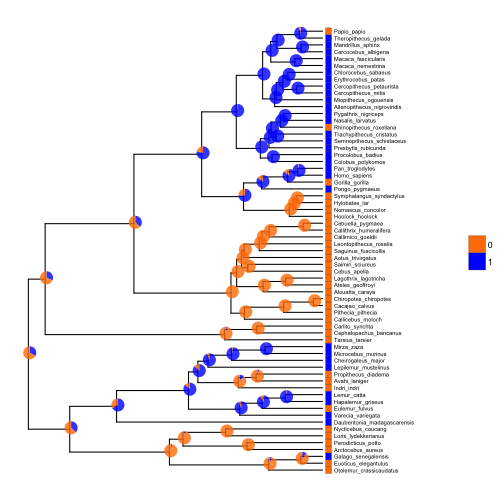 Papio_papio
Theropithecus_gelada
Mandrillus_sphinx
Cercocebus_albigena
Macaca_fascicularis
Macaca_nemestrina
Chlorocebus_sabaeus
Erythrocebus_patas
Cercopithecus_petaurista
Cercopithecus_mitis
Miopithecus_ogouensis
Allenopithecus_nigroviridis
Pygathrix_nigriceps
Nasalis_larvatus
Rhinopithecus_roxellana
Trachypithecus_cristatus
Semnopithecus_schistaceus
Presbytis_rubicunda
Procolobus_badius
Colobus_polykomos
Pan_troglodytes
Homo_sapiens
Gorilla_gorilla
Pongo_pygmaeus
Symphalangus_syndactylus
Hylobates_lar
Nomascus_concolor
Hoolock_hoolock
Cebuella_pygmaea
Callithrix_humeralifera
Callimico_goeldii
Leontopithecus_rosalia
Saguinus_fuscicollis
Aotus_trivirgatus
Saimiri_sciureus
Cebus_apella
Lagothrix_lagotricha
Ateles_geoffroyi
Alouatta_caraya
Chiropotes_chiropotes
Cacajao_calvus
Pithecia_pithecia
Callicebus_moloch
Carlito_syrichta
Cephalopachus_bancanus
Tarsius_tarsier
Mirza_zaza
Microcebus_murinus
Cheirogaleus_major
Lepilemur_mustelinus
Propithecus_diadema
Avahi_laniger
Indri_indri
Lemur_catta
Hapalemur_griseus
Eulemur_fulvus
Varecia_variegata
Daubentonia_madagascarensis
Nycticebus_coucang
Loris_lydekkerianus
Perodicticus_potto
Arctocebus_aureus
Galago_senegalensis
Euoticus_elegantulus
Otolemur_crassicaudatus
0
1